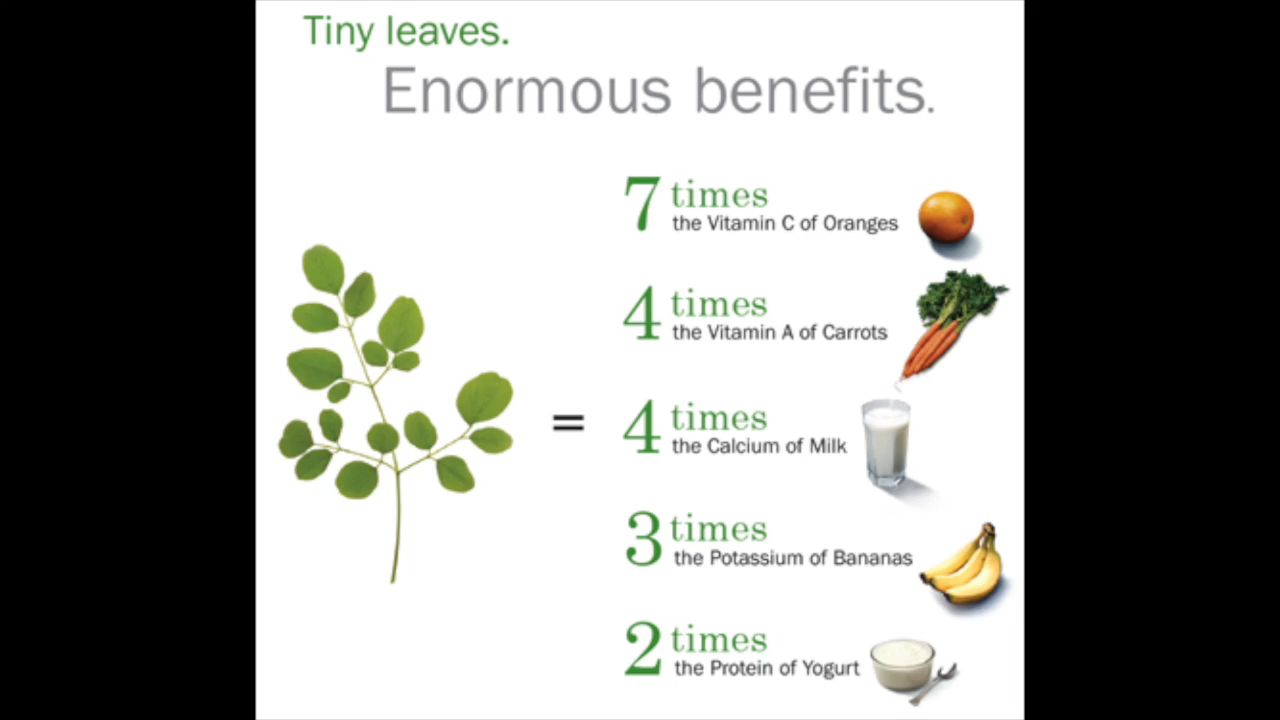 Tiny leaves.
Enormous benefits.
7 times
the Vitamin C of Oranges
4 times
the Vitamin A of Carrots
=
4 times
the Calcium of Milk
3 times
the Potassium of Bananas
2 times
the Protein of Yogurt